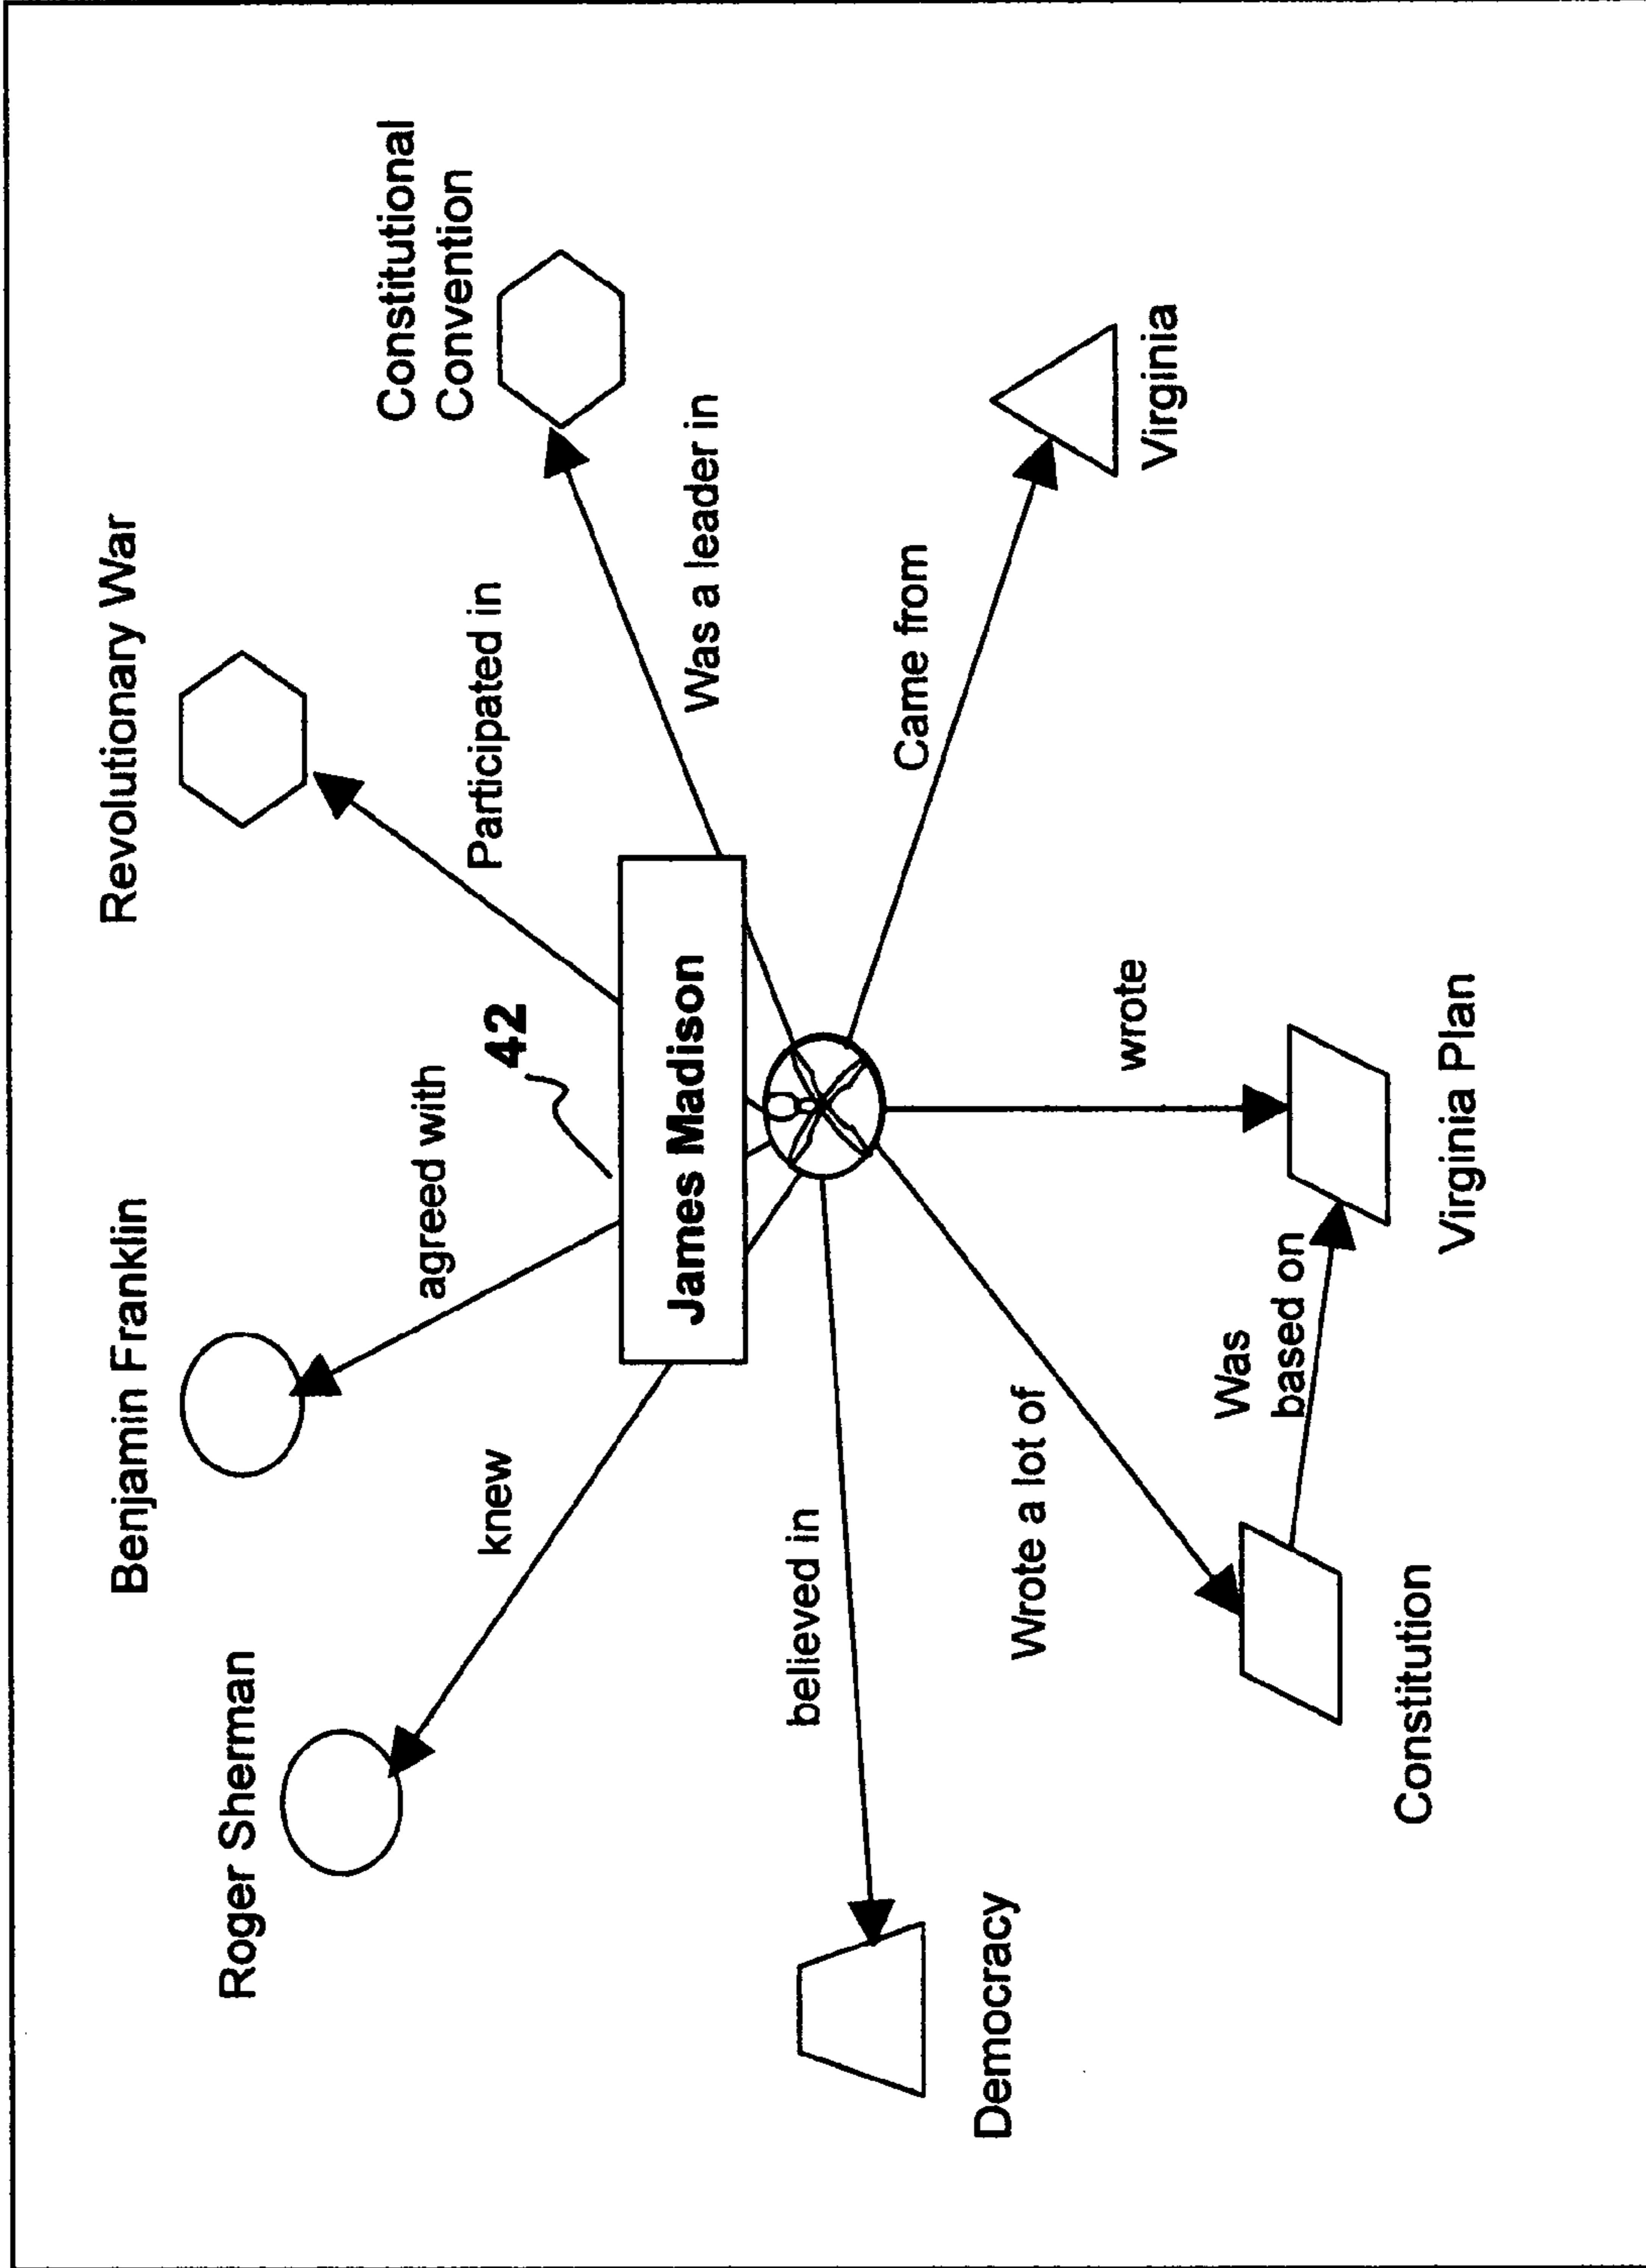 Revolutionary War
Benjamin Franklin
Roger Sherman
Constitutional
Convention
Participated in
42
agreed with
knew
Was a leader in
James Madison
believed in
Came from
Wrote a lot of
wrote
Virginia
Was
based on
Democracy
Constitution
Virginia Plan